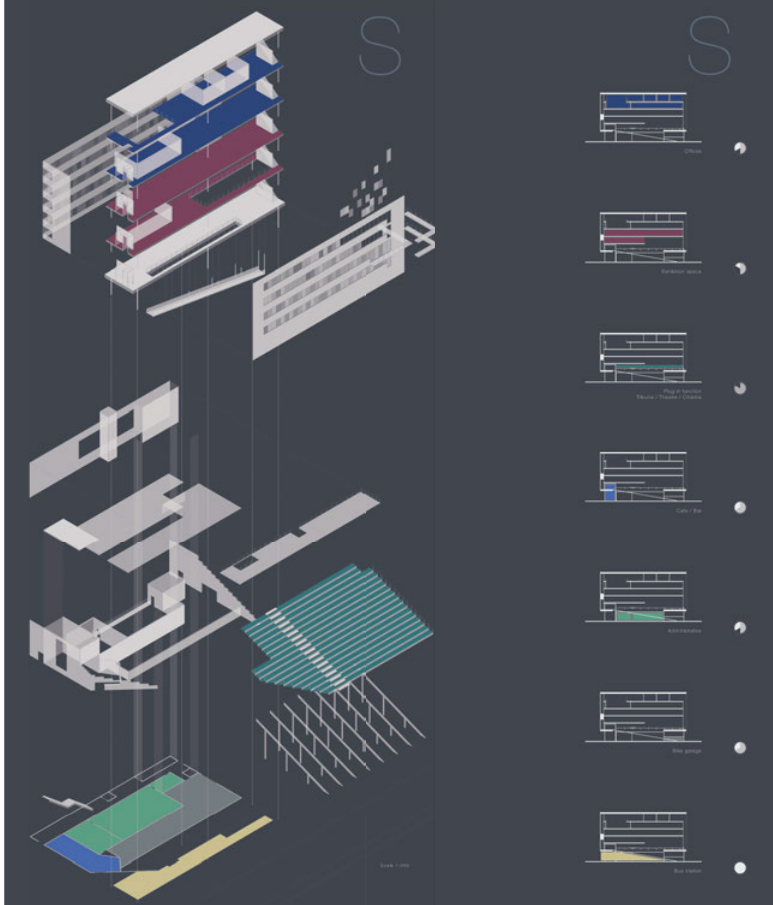 S
S
Offices
Exhibition space
Plug-in function
Tribune / Theatre / Cinema
Cafe / Bar
Administration
Bike garage
Bus station